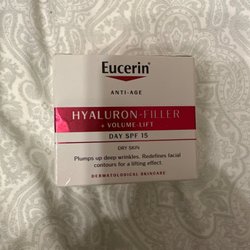 Eucerin®
ANTI-AGE
HYALURON-FILLER
+ VOLUME-LIFT
DAY SPF 15
DRY SKIN
Plumps up deep wrinkles. Redefines facial
contours for a lifting effect.
DERMATOLOGICAL SKINCARE